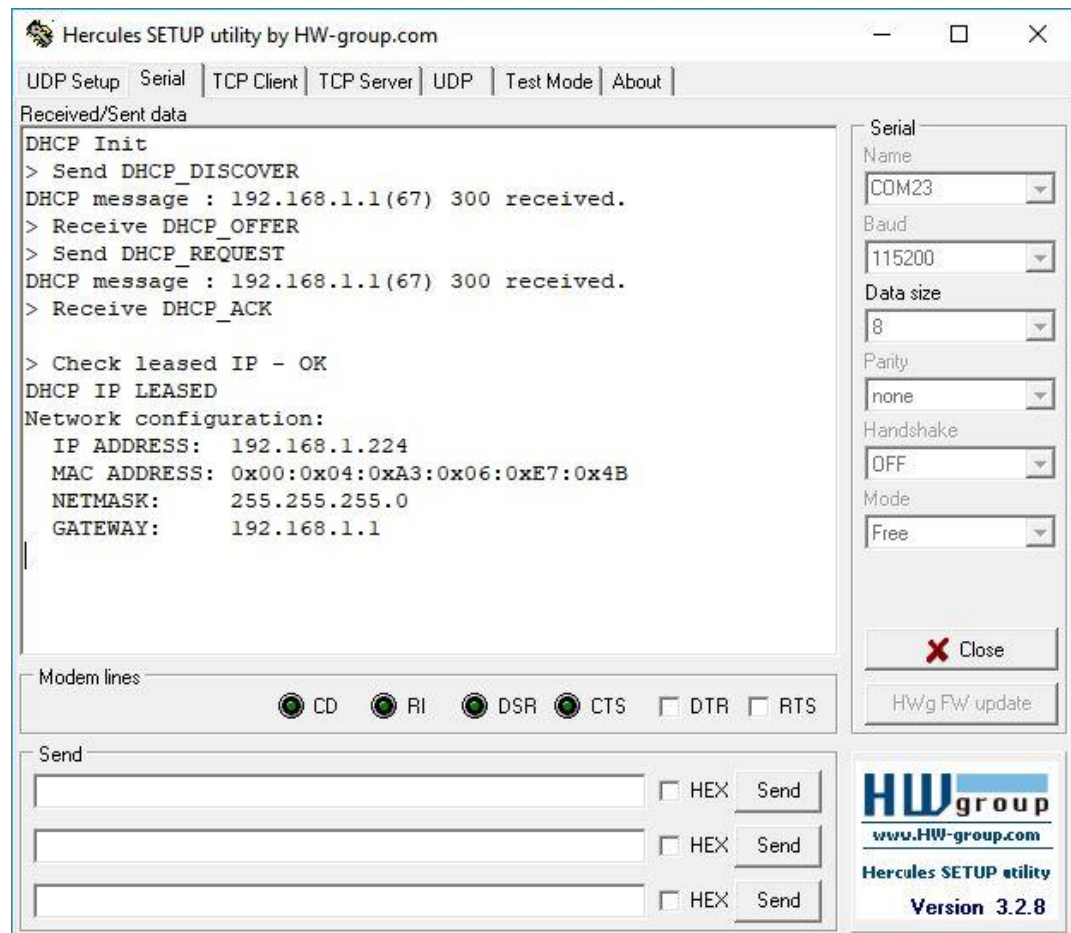 Hercules SETUP utility by HW-group.com
UDP Setup Serial TCP Client TCP Server UDP Test Mode About
Received/Sent data
DHCP Init
> Send DHCP_DISCOVER
DHCP message : 192.168.1.1(67) 300 received.
> Receive DHCP_OFFER
> Send DHCP_REQUEST
DHCP message : 192.168.1.1(67) 300 received.
> Receive DHCP_ACK
> Check leased IP - OK
DHCP IP LEASED
Network configuration:
IP ADDRESS: 192.168.1.224
MAC ADDRESS: 0x00:0x04:0xA3:0x06:0xE7:0x4B
NETMASK: 255.255.255.0
GATEWAY: 192.168.1.1
Serial
Name
COM23
Baud
115200
Data size
8
Parity
none
Handshake
OFF
Mode
Free
Close
HWg FW update
Modem lines
CD RI DSR CTS DTR RTS
Send
HEX Send
HEX Send
HEX Send
HW group
www.HW-group.com
Hercules SETUP utility
Version 3.2.8